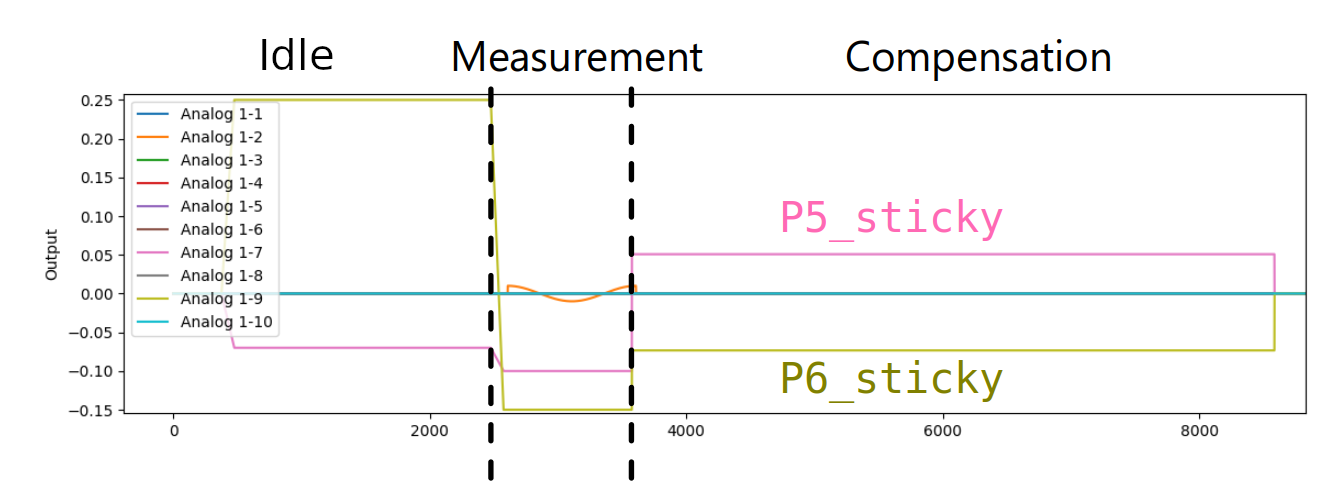 Idle
Measurement
Compensation
0.25
0.20
0.15
0.10
0.05
0.00
−0.05
−0.10
−0.15
Output
Analog 1-1
Analog 1-2
Analog 1-3
Analog 1-4
Analog 1-5
Analog 1-6
Analog 1-7
Analog 1-8
Analog 1-9
Analog 1-10
P5_sticky
P6_sticky
0
2000
4000
6000
8000